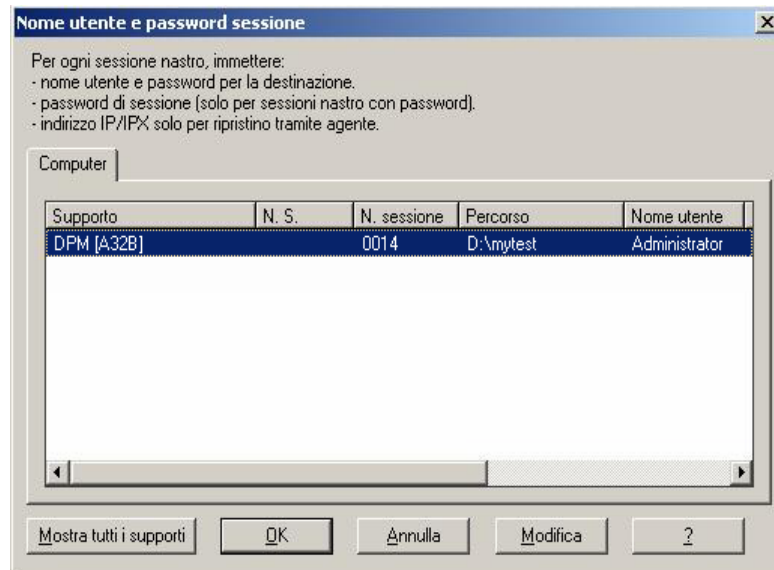 Nome utente e password sessione
Per ogni sessione nastro, immettere:
- nome utente e password per la destinazione.
- password di sessione (solo per sessioni nastro con password).
- indirizzo IP/IPX solo per ripristino tramite agente.
Computer
Supporto N. S. N. sessione Percorso Nome utente
DPM [A32B] 0014 D:\mytest Administrator
Mostra tutti i supporti OK Annulla Modifica ?